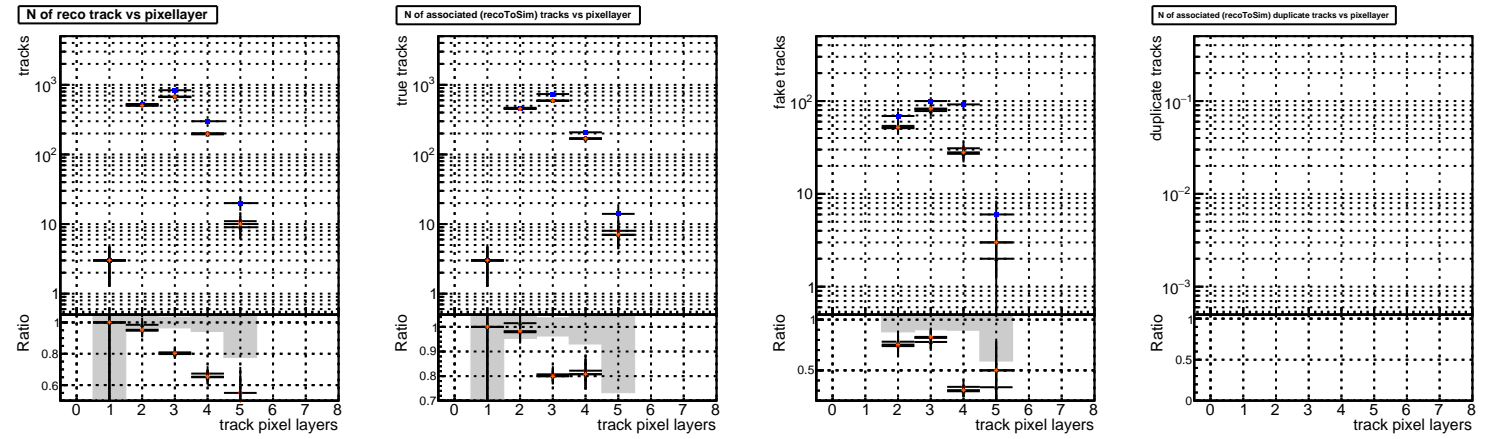 N of reco track vs pixellayer
tracks
10³
10²
10
1
Ratio
1
0.8
0.6
0 1 2 3 4 5 6 7 8
track pixel layers
N of associated (recoToSim) tracks vs pixellayer
true tracks
10³
10²
10
1
Ratio
1
0.9
0.8
0.7
0 1 2 3 4 5 6 7 8
track pixel layers
fake tracks
10²
10
1
Ratio
1
0.5
0 1 2 3 4 5 6 7 8
track pixel layers
N of associated (recoToSim) duplicate tracks vs pixellayer
duplicate tracks
10⁻¹
10⁻²
10⁻³
Ratio
1
0.5
0
0 1 2 3 4 5 6 7 8
track pixel layers